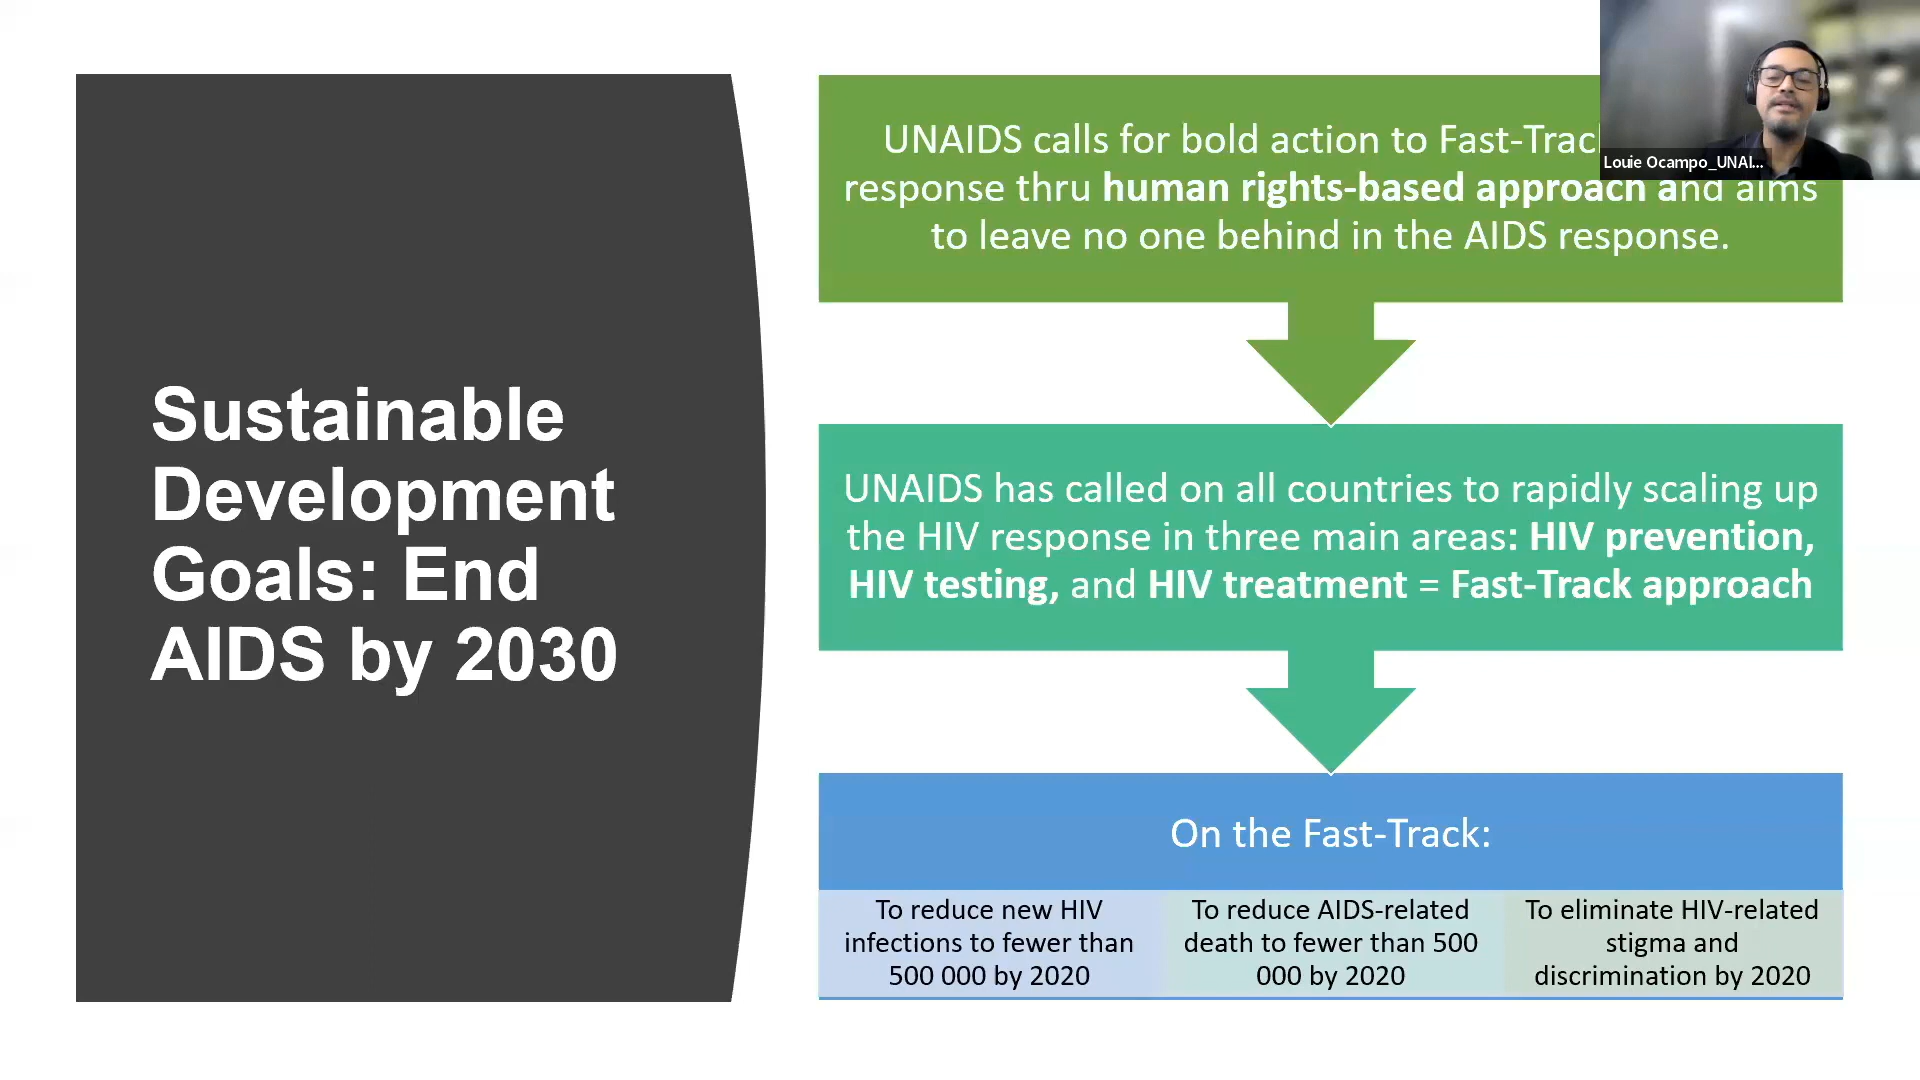 Sustainable
Development
Goals: End
AIDS by 2030
UNAIDS calls for bold action to Fast-Trac
response thru human rights-based approach and aims
to leave no one behind in the AIDS response.
UNAIDS has called on all countries to rapidly scaling up
the HIV response in three main areas: HIV prevention,
HIV testing, and HIV treatment = Fast-Track approach
On the Fast-Track:
To reduce new HIV
infections to fewer than
500 000 by 2020
To reduce AIDS-related
death to fewer than 500
000 by 2020
To eliminate HIV-related
stigma and
discrimination by 2020
Louie Ocampo_UNAI...